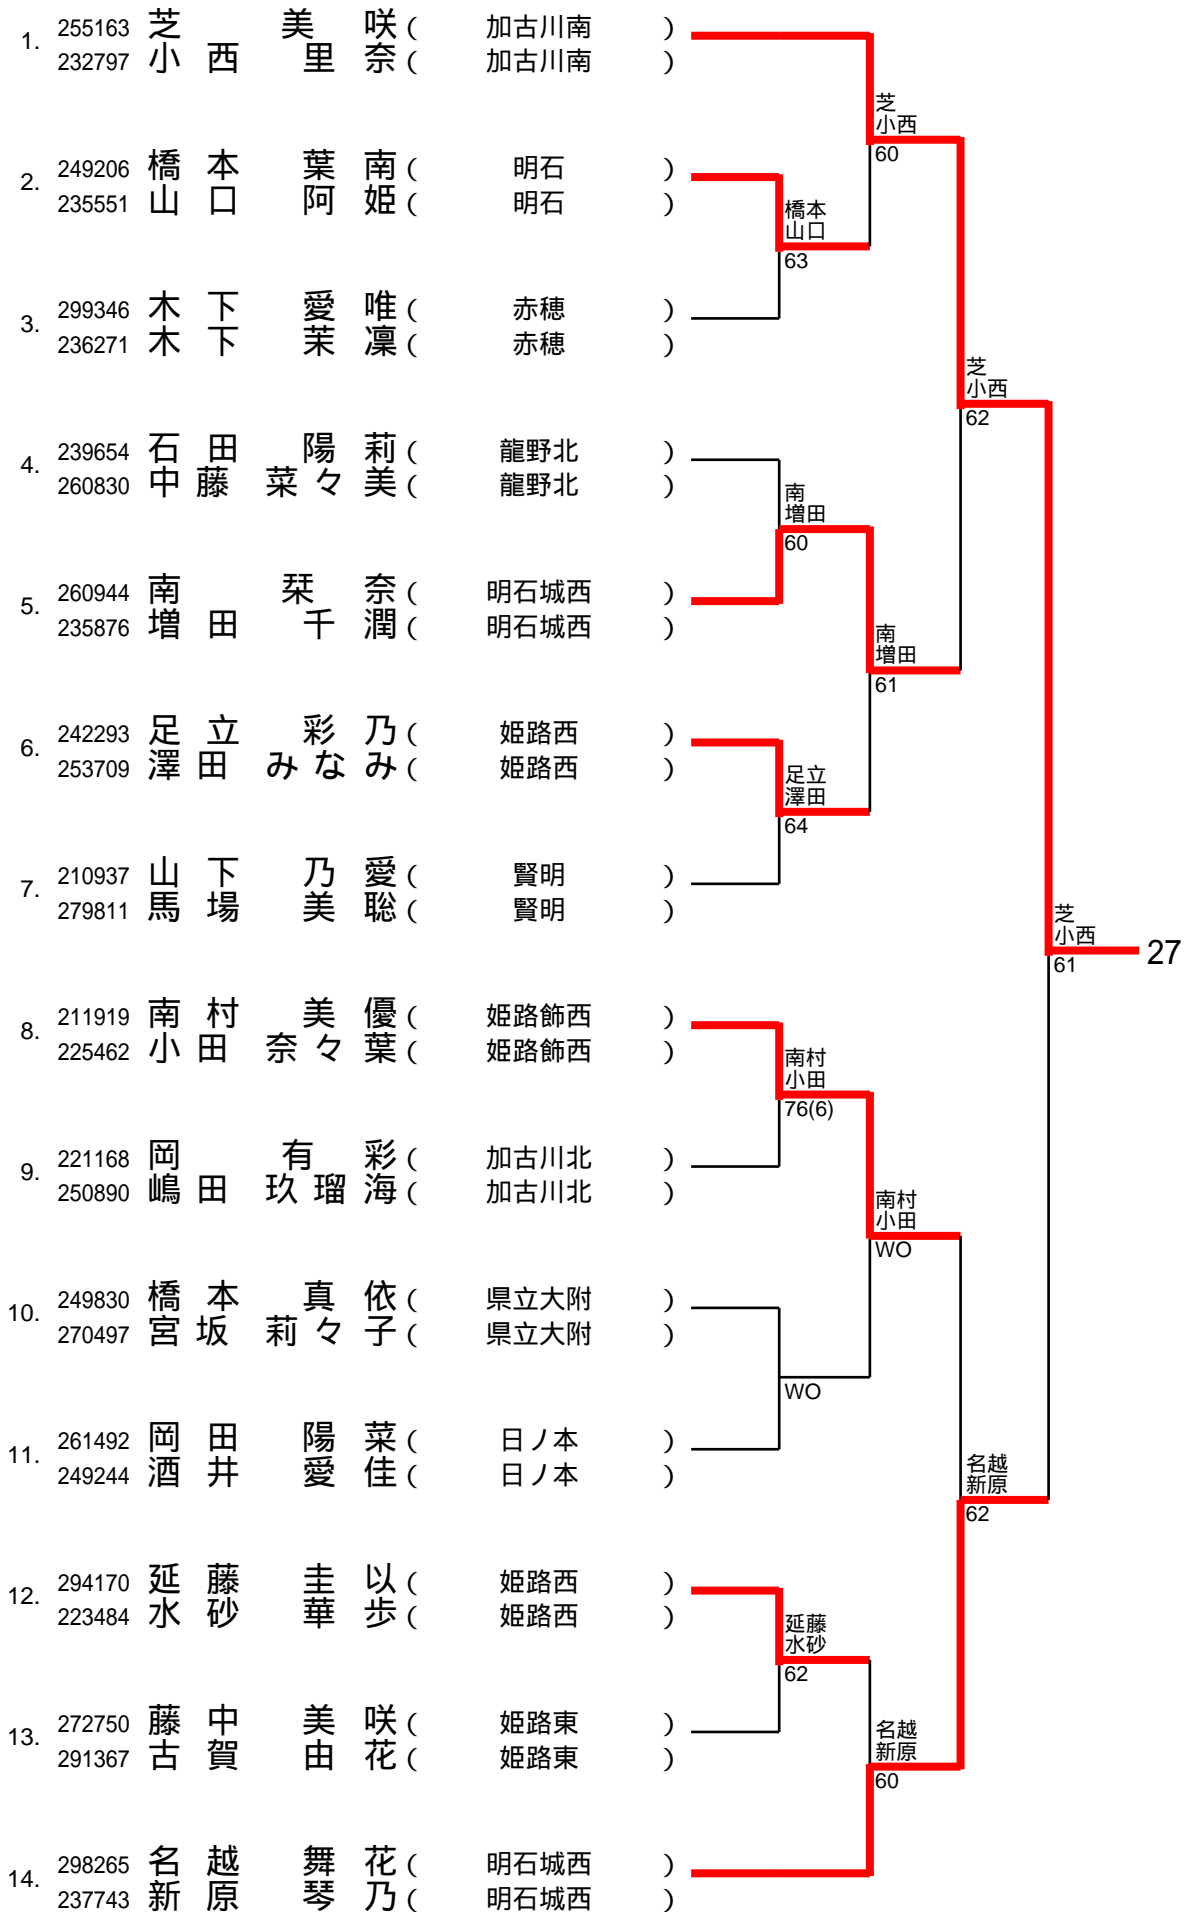 1. 255163 芝 美 咲 ( 加古川南 )
232797 小 西 里 奈 ( 加古川南 )
芝
小西
60
2. 249206 橋 本 葉 南 ( 明石 )
235551 山 口 阿 姫 ( 明石 )
橋本
山口
63
3. 299346 木 下 愛 唯 ( 赤穂 )
236271 木 下 茉 凜 ( 赤穂 )
芝
小西
62
4. 239654 石 田 陽 莉 ( 龍野北 )
260830 中 藤 菜 々 美 ( 龍野北 )
南
増田
60
5. 260944 南 栞 奈 ( 明石城西 )
235876 増 田 千 潤 ( 明石城西 )
南
増田
61
6. 242293 足 立 彩 乃 ( 姫路西 )
253709 澤 田 み な み ( 姫路西 )
足立
澤田
64
7. 210937 山 下 乃 愛 ( 賢明 )
279811 馬 場 美 聡 ( 賢明 )
芝
小西
61
27
8. 211919 南 村 美 優 ( 姫路飾西 )
225462 小 田 奈 々 葉 ( 姫路飾西 )
南村
小田
76(6)
9. 221168 岡 有 彩 ( 加古川北 )
250890 嶋 田 玖 瑠 海 ( 加古川北 )
南村
小田
WO
10. 249830 橋 本 真 依 ( 県立大附 )
270497 宮 坂 莉 々 子 ( 県立大附 )
WO
11. 261492 岡 田 陽 菜 ( 日ノ本 )
249244 酒 井 愛 佳 ( 日ノ本 )
名越
新原
62
12. 294170 延 藤 圭 以 ( 姫路西 )
223484 水 砂 華 歩 ( 姫路西 )
延藤
水砂
62
13. 272750 藤 中 美 咲 ( 姫路東 )
291367 古 賀 由 花 ( 姫路東 )
名越
新原
60
14. 298265 名 越 舞 花 ( 明石城西 )
237743 新 原 琴 乃 ( 明石城西 )